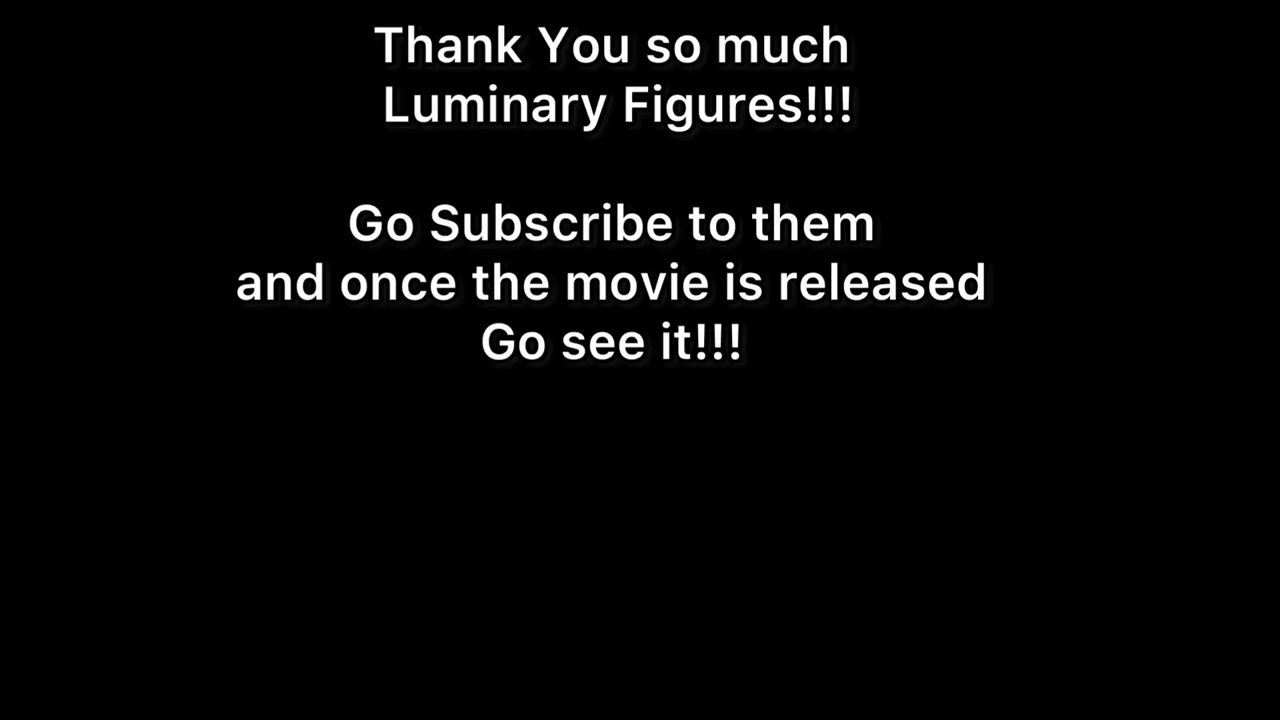 Thank You so much
Luminary Figures!!!
Go Subscribe to them
and once the movie is released
Go see it!!!